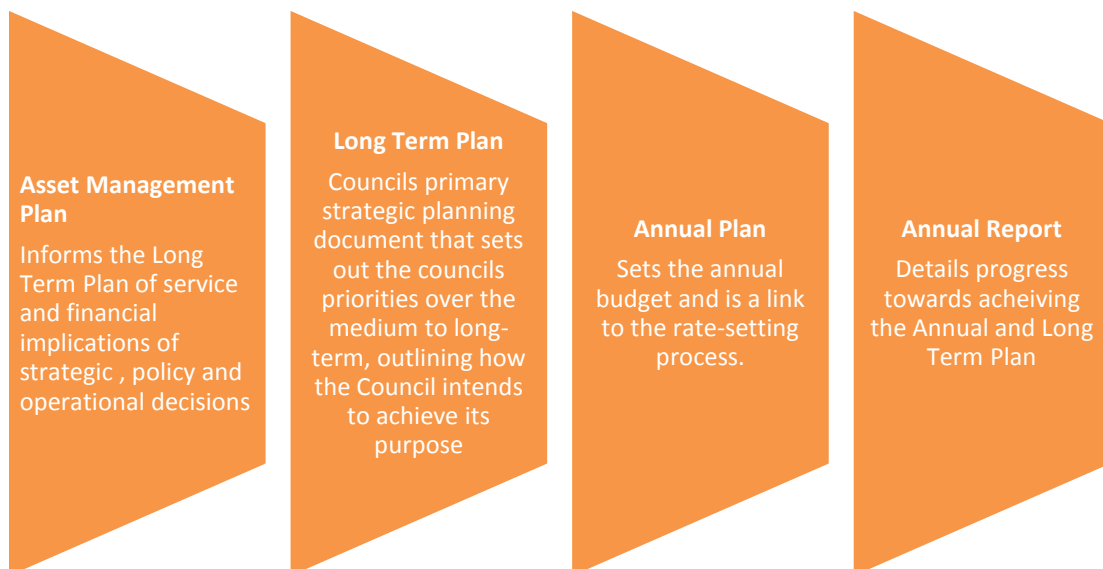 Asset Management
Plan
Informs the Long
Term Plan of service
and financial
implications of
strategic , policy and
operational decisions
Long Term Plan
Councils primary
strategic planning
document that sets
out the councils
priorities over the
medium to long-
term, outlining how
the Council intends
to achieve its
purpose
Annual Plan
Sets the annual
budget and is a link
to the rate-setting
process.
Annual Report
Details progress
towards acheiving
the Annual and Long
Term Plan